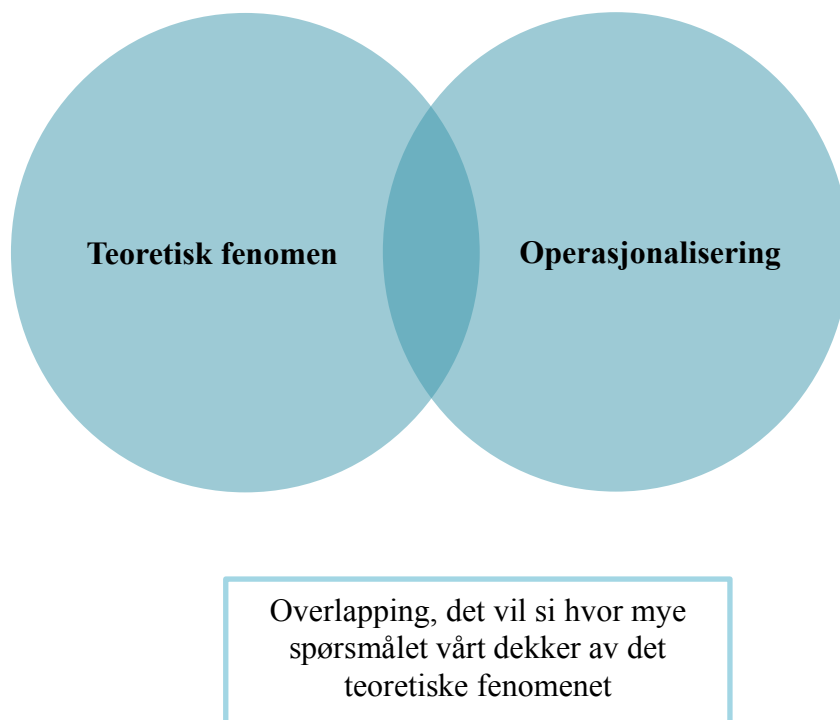 Teoretisk fenomen
Operasjonalisering
Overlapping, det vil si hvor mye
spørsmålet vårt dekker av det
teoretiske fenomenet